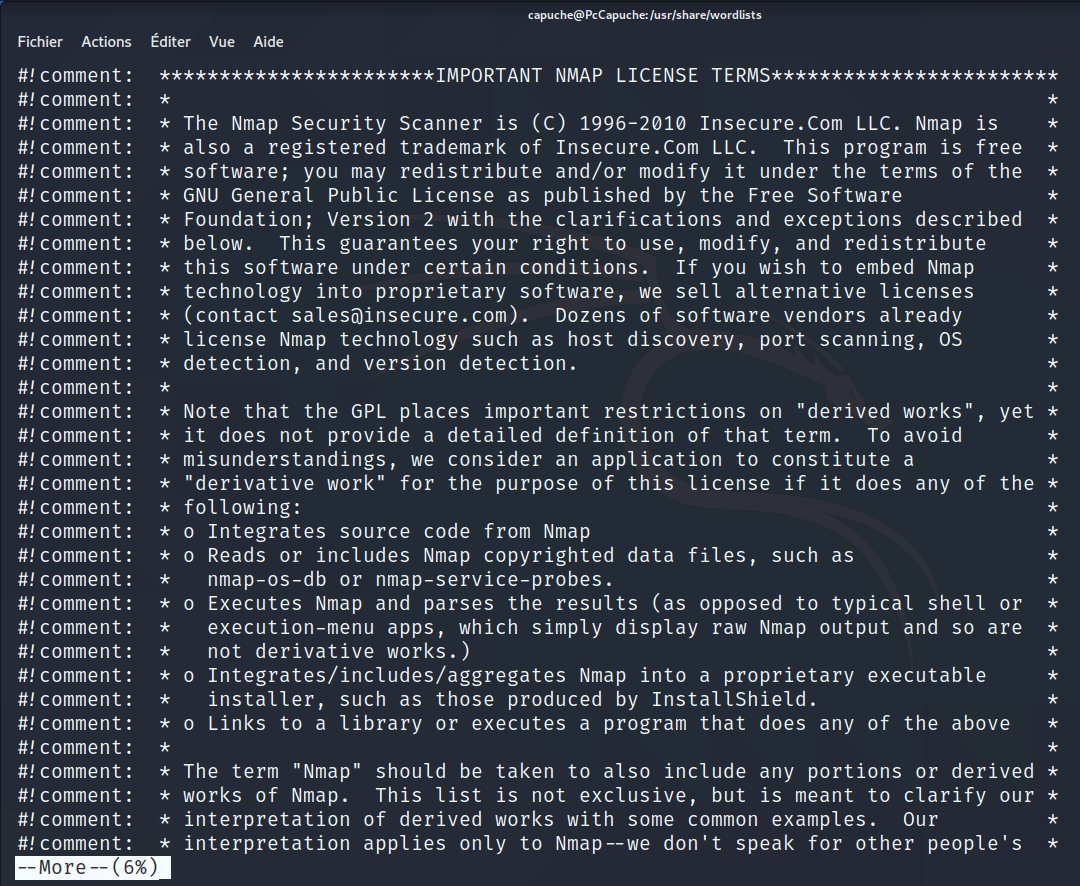 capuche@PcCapuche:/usr/share/wordlists
Fichier Actions Éditer Vue Aide
#!comment:  ***********************IMPORTANT NMAP LICENSE TERMS************************
#!comment:  *                                                                         *
#!comment:  * The Nmap Security Scanner is (C) 1996-2010 Insecure.Com LLC. Nmap is    *
#!comment:  * also a registered trademark of Insecure.Com LLC.  This program is free  *
#!comment:  * software; you may redistribute and/or modify it under the terms of the  *
#!comment:  * GNU General Public License as published by the Free Software            *
#!comment:  * Foundation; Version 2 with the clarifications and exceptions described  *
#!comment:  * below.  This guarantees your right to use, modify, and redistribute     *
#!comment:  * this software under certain conditions.  If you wish to embed Nmap      *
#!comment:  * technology into proprietary software, we sell alternative licenses      *
#!comment:  * (contact sales@insecure.com).  Dozens of software vendors already       *
#!comment:  * license Nmap technology such as host discovery, port scanning, OS       *
#!comment:  * detection, and version detection.                                       *
#!comment:  *                                                                         *
#!comment:  * Note that the GPL places important restrictions on "derived works", yet *
#!comment:  * it does not provide a detailed definition of that term.  To avoid       *
#!comment:  * misunderstandings, we consider an application to constitute a           *
#!comment:  * "derivative work" for the purpose of this license if it does any of the *
#!comment:  * following:                                                              *
#!comment:  * o Integrates source code from Nmap                                      *
#!comment:  * o Reads or includes Nmap copyrighted data files, such as                *
#!comment:  *   nmap-os-db or nmap-service-probes.                                    *
#!comment:  * o Executes Nmap and parses the results (as opposed to typical shell or  *
#!comment:  *   execution-menu apps, which simply display raw Nmap output and so are  *
#!comment:  *   not derivative works.)                                                *
#!comment:  * o Integrates/includes/aggregates Nmap into a proprietary executable     *
#!comment:  *   installer, such as those produced by InstallShield.                   *
#!comment:  * o Links to a library or executes a program that does any of the above   *
#!comment:  *                                                                         *
#!comment:  * The term "Nmap" should be taken to also include any portions or derived *
#!comment:  * works of Nmap.  This list is not exclusive, but is meant to clarify our *
#!comment:  * interpretation of derived works with some common examples.  Our         *
#!comment:  * interpretation applies only to Nmap--we don't speak for other people's  *
--More--(6%)